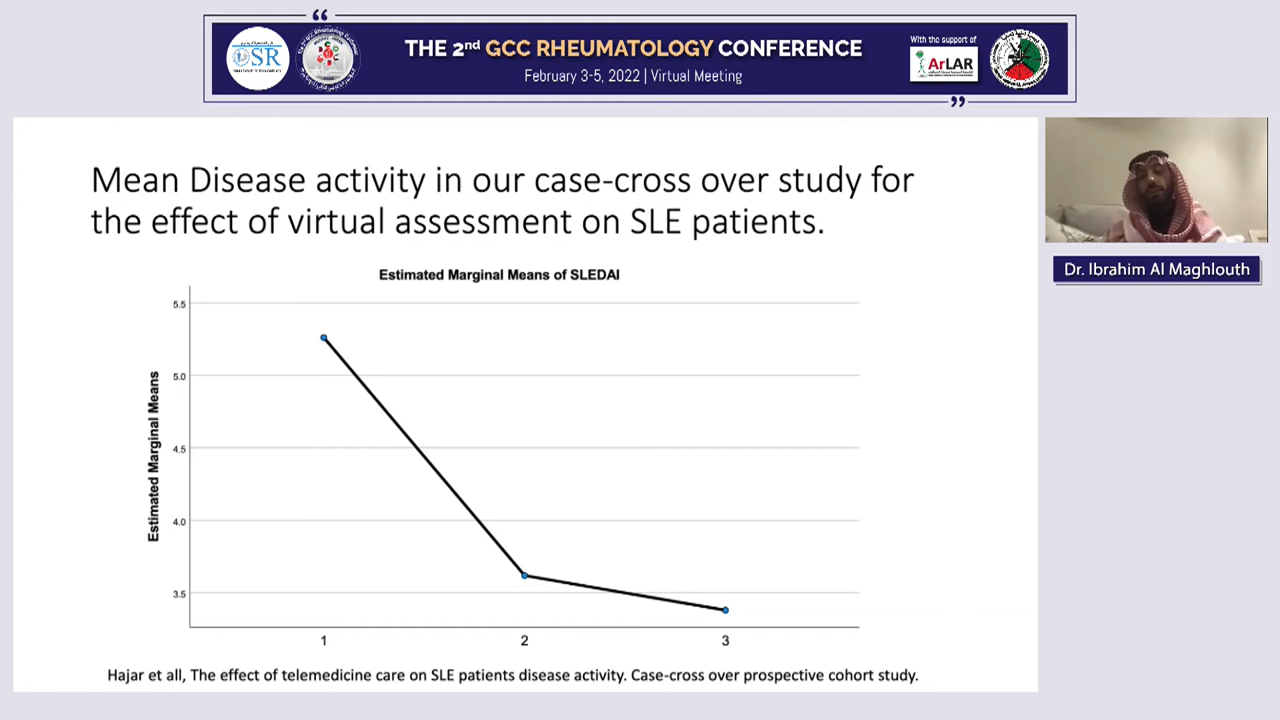 THE 2nd GCC RHEUMATOLOGY CONFERENCE
February 3-5, 2022 | Virtual Meeting
With the support of
SR
ArLAR
Mean Disease activity in our case-cross over study for
the effect of virtual assessment on SLE patients.
Dr. Ibrahim Al Maghlouth
Estimated Marginal Means of SLEDAI
Estimated Marginal Means
5.5
5.0
4.5
4.0
3.5
1 2 3
Hajar et all, The effect of telemedicine care on SLE patients disease activity. Case-cross over prospective cohort study.